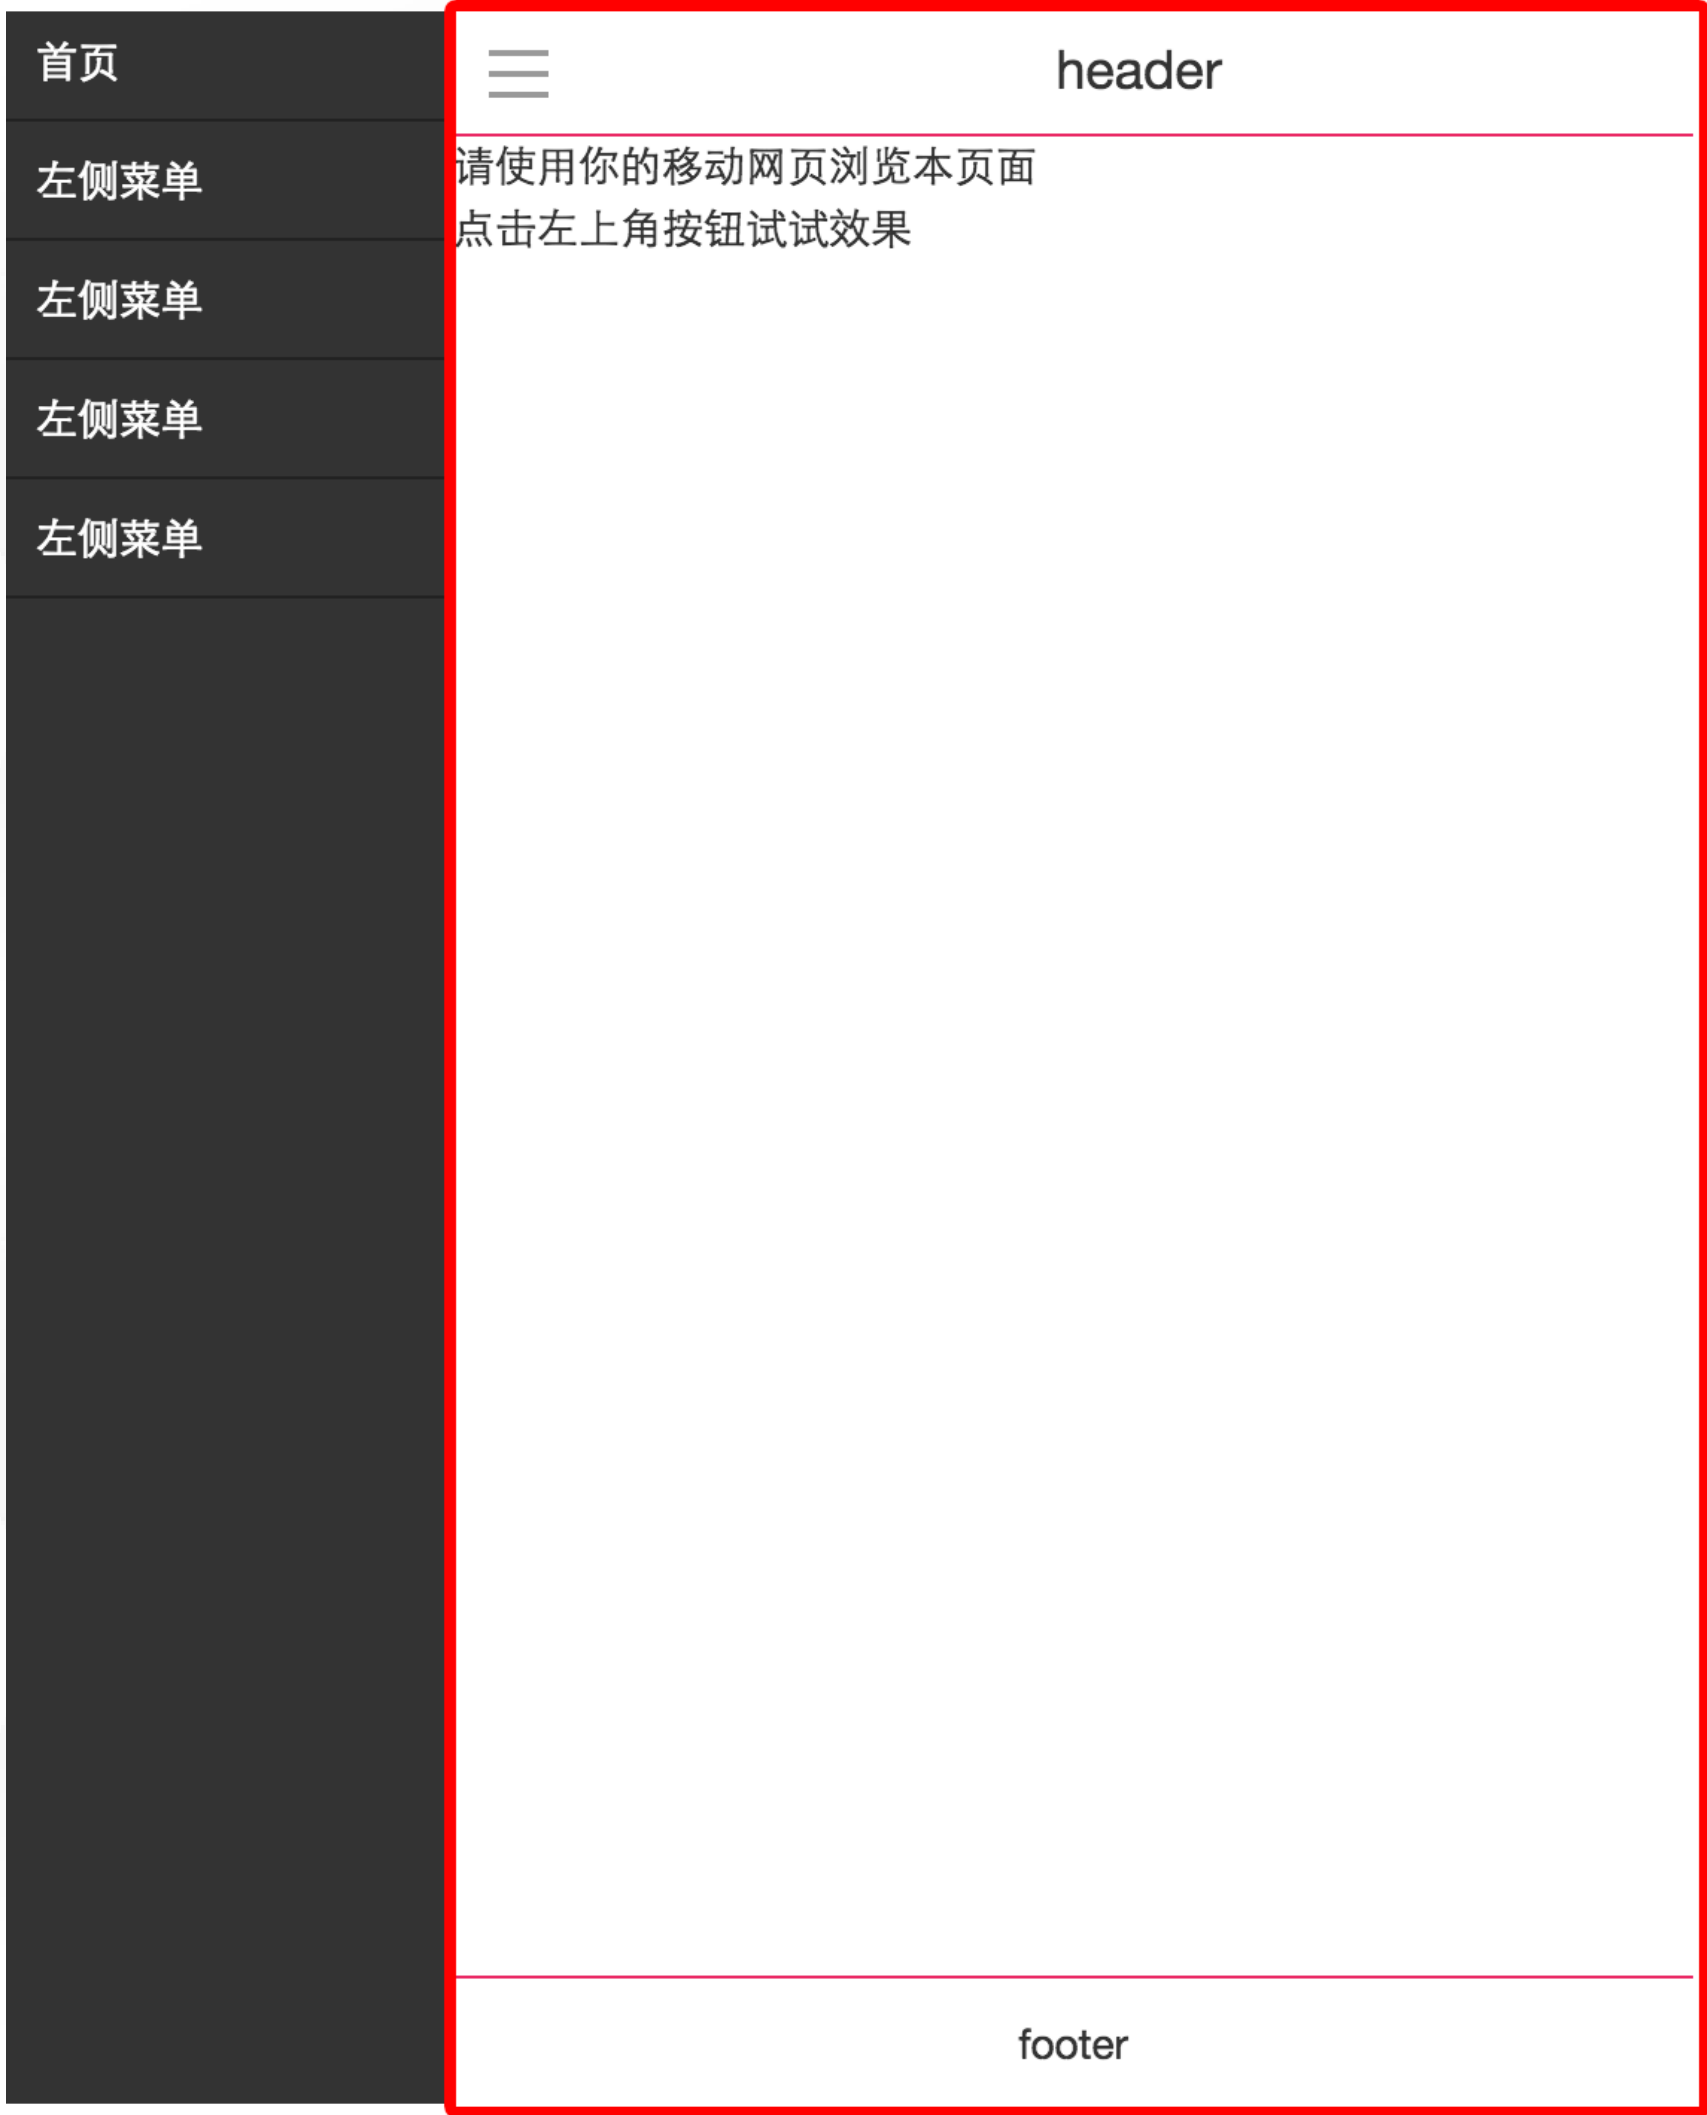 首页
左侧菜单
左侧菜单
左侧菜单
左侧菜单
header
请使用你的移动网页浏览本页面
点击左上角按钮试试效果
footer